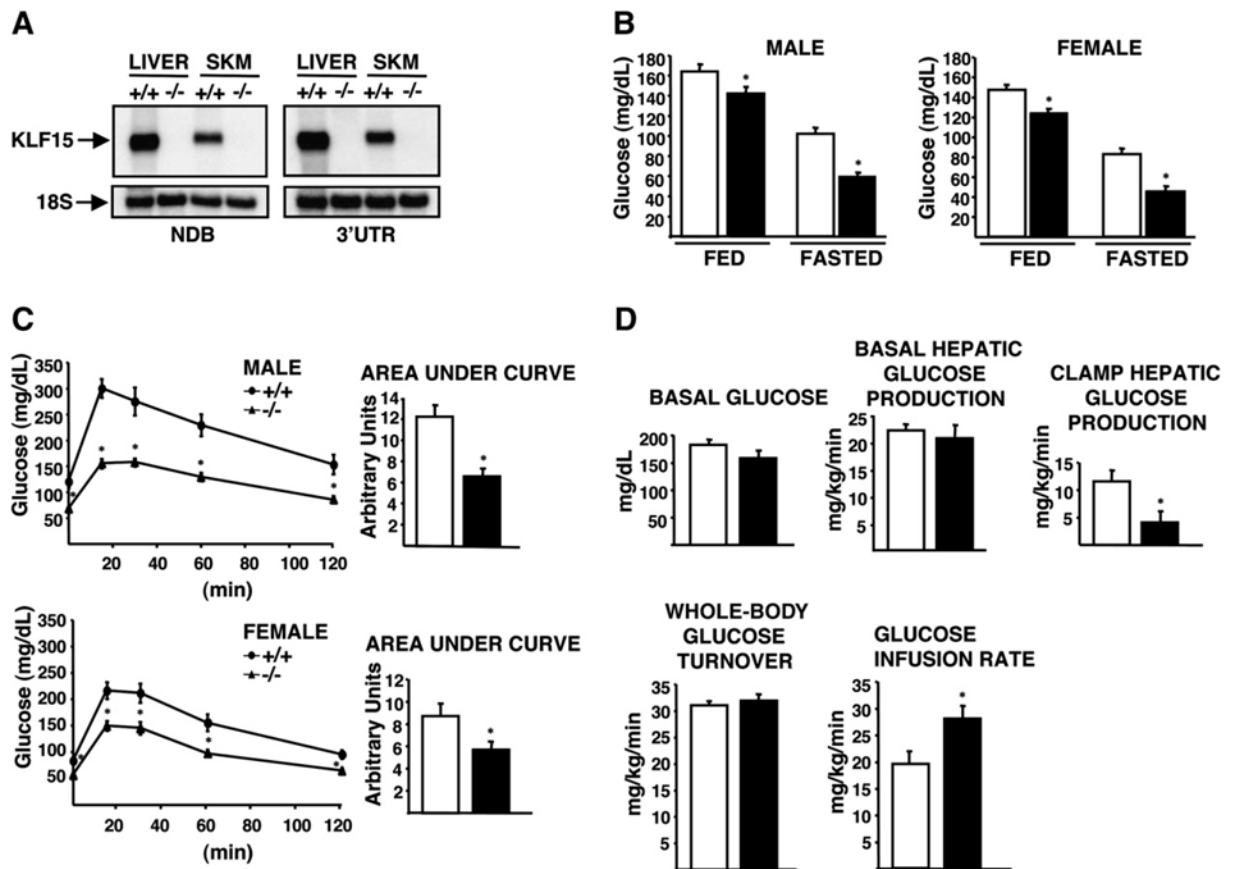 A
LIVER SKM LIVER SKM
+/+ -/- +/+ -/- +/+ -/- +/+ -/-
KLF15
18S
NDB 3'UTR
B
MALE
Glucose (mg/dL)
180
160
140
120
100
80
60
40
20
* *
FED FASTED
FEMALE
Glucose (mg/dL)
180
160
140
120
100
80
60
40
20
* *
FED FASTED
C
MALE
+/+
-/-
Glucose (mg/dL)
350
300
250
200
150
100
50
* * * * *
20 40 60 80 100 120
(min)
AREA UNDER CURVE
Arbitrary Units
14
12
10
8
6
4
2
*
FEMALE
+/+
-/-
Glucose (mg/dL)
350
300
250
200
150
100
50
* * * * *
20 40 60 80 100 120
(min)
AREA UNDER CURVE
Arbitrary Units
12
10
8
6
4
2
*
D
BASAL GLUCOSE
mg/dL
200
150
100
50
BASAL HEPATIC
GLUCOSE
PRODUCTION
mg/kg/min
25
20
15
10
5
CLAMP HEPATIC
GLUCOSE
PRODUCTION
mg/kg/min
15
10
5
*
WHOLE-BODY
GLUCOSE
TURNOVER
mg/kg/min
35
30
25
20
15
10
5
GLUCOSE
INFUSION RATE
mg/kg/min
35
30
25
20
15
10
5
*